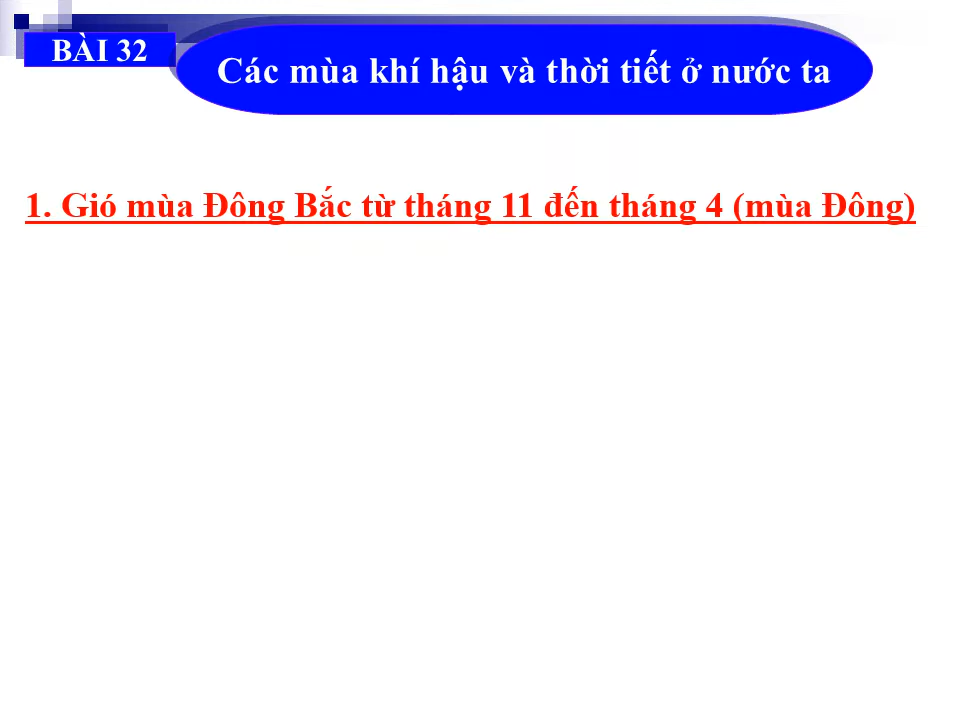 BÀI 32
Các mùa khí hậu và thời tiết ở nước ta
1. Gió mùa Đông Bắc từ tháng 11 đến tháng 4 (mùa Đông)